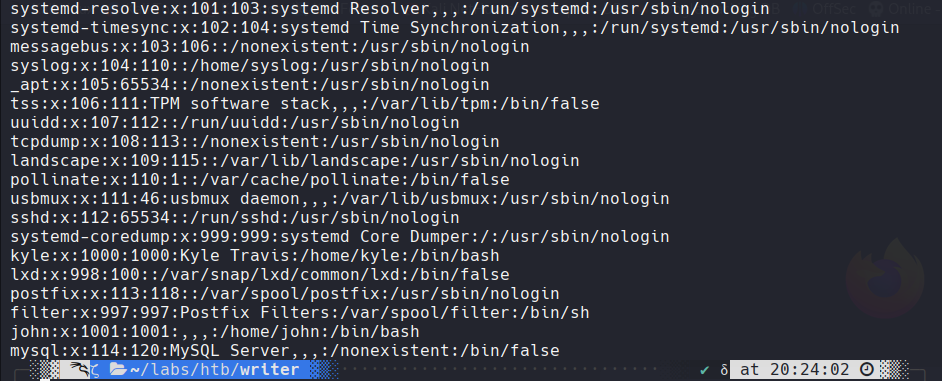 systemd-resolve:x:101:103:systemd Resolver,,,:/run/systemd:/usr/sbin/nologin
systemd-timesync:x:102:104:systemd Time Synchronization,,,:/run/systemd:/usr/sbin/nologin
messagebus:x:103:106::/nonexistent:/usr/sbin/nologin
syslog:x:104:110::/home/syslog:/usr/sbin/nologin
_apt:x:105:65534::/nonexistent:/usr/sbin/nologin
tss:x:106:111:TPM software stack,,,:/var/lib/tpm:/bin/false
uuidd:x:107:112::/run/uuidd:/usr/sbin/nologin
tcpdump:x:108:113::/nonexistent:/usr/sbin/nologin
landscape:x:109:115::/var/lib/landscape:/usr/sbin/nologin
pollinate:x:110:1::/var/cache/pollinate:/bin/false
usbmux:x:111:46:usbmux daemon,,,:/var/lib/usbmux:/usr/sbin/nologin
sshd:x:112:65534::/run/sshd:/usr/sbin/nologin
systemd-coredump:x:999:999:systemd Core Dumper:/:/usr/sbin/nologin
kyle:x:1000:1000:Kyle Travis:/home/kyle:/bin/bash
lxd:x:998:100::/var/snap/lxd/common/lxd:/bin/false
postfix:x:113:118::/var/spool/postfix:/usr/sbin/nologin
filter:x:997:997:Postfix Filters:/var/spool/filter:/bin/sh
john:x:1001:1001:,,,:/home/john:/bin/bash
mysql:x:114:120:MySQL Server,,,:/nonexistent:/bin/false
~/labs/htb/writer ✔ δ at 20:24:02